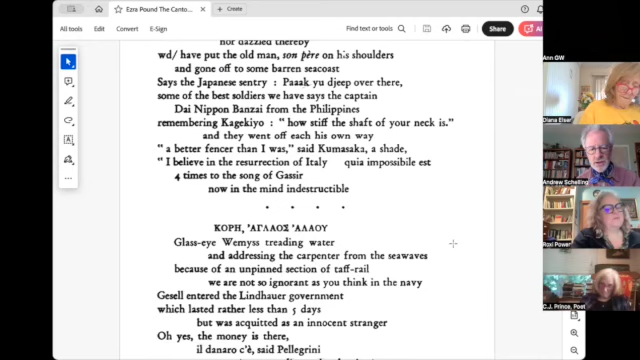 Ezra Pound The Canto...
+ Create
All tools
Edit
Convert
E-Sign
Find text or tools
Share
nor dazzled thereby
wd/ have put the old man, son père on his shoulders
and gone off to some barren seacoast
Says the Japanese sentry : Paaak yu djeep over there,
some of the best soldiers we have says the captain
Dai Nippon Banzai from the Philippines
remembering Kagekiyo : " how stiff the shaft of your neck is."
and they went off each his own way
" a better fencer than I was," said Kumasaka, a shade,
" I believe in the resurrection of Italy quia impossibile est
4 times to the song of Gassir
now in the mind indestructible
. . . .
ΚΟΡΗ, ᾽ΑΓΛΑΟΣ ᾽ΑΛΑΟΥ
Glass-eye Wemyss treading water
and addressing the carpenter from the seawaves
because of an unpinned section of taff-rail
we are not so ignorant as you think in the navy
Gesell entered the Lindhauer government
which lasted rather less than 5 days
but was acquitted as an innocent stranger
Oh yes, the money is there,
il danaro c'è, said Pellegrini
Ann GW
Diana Elser
Andrew Schelling
Roxi Power
C.J. Prince, Post